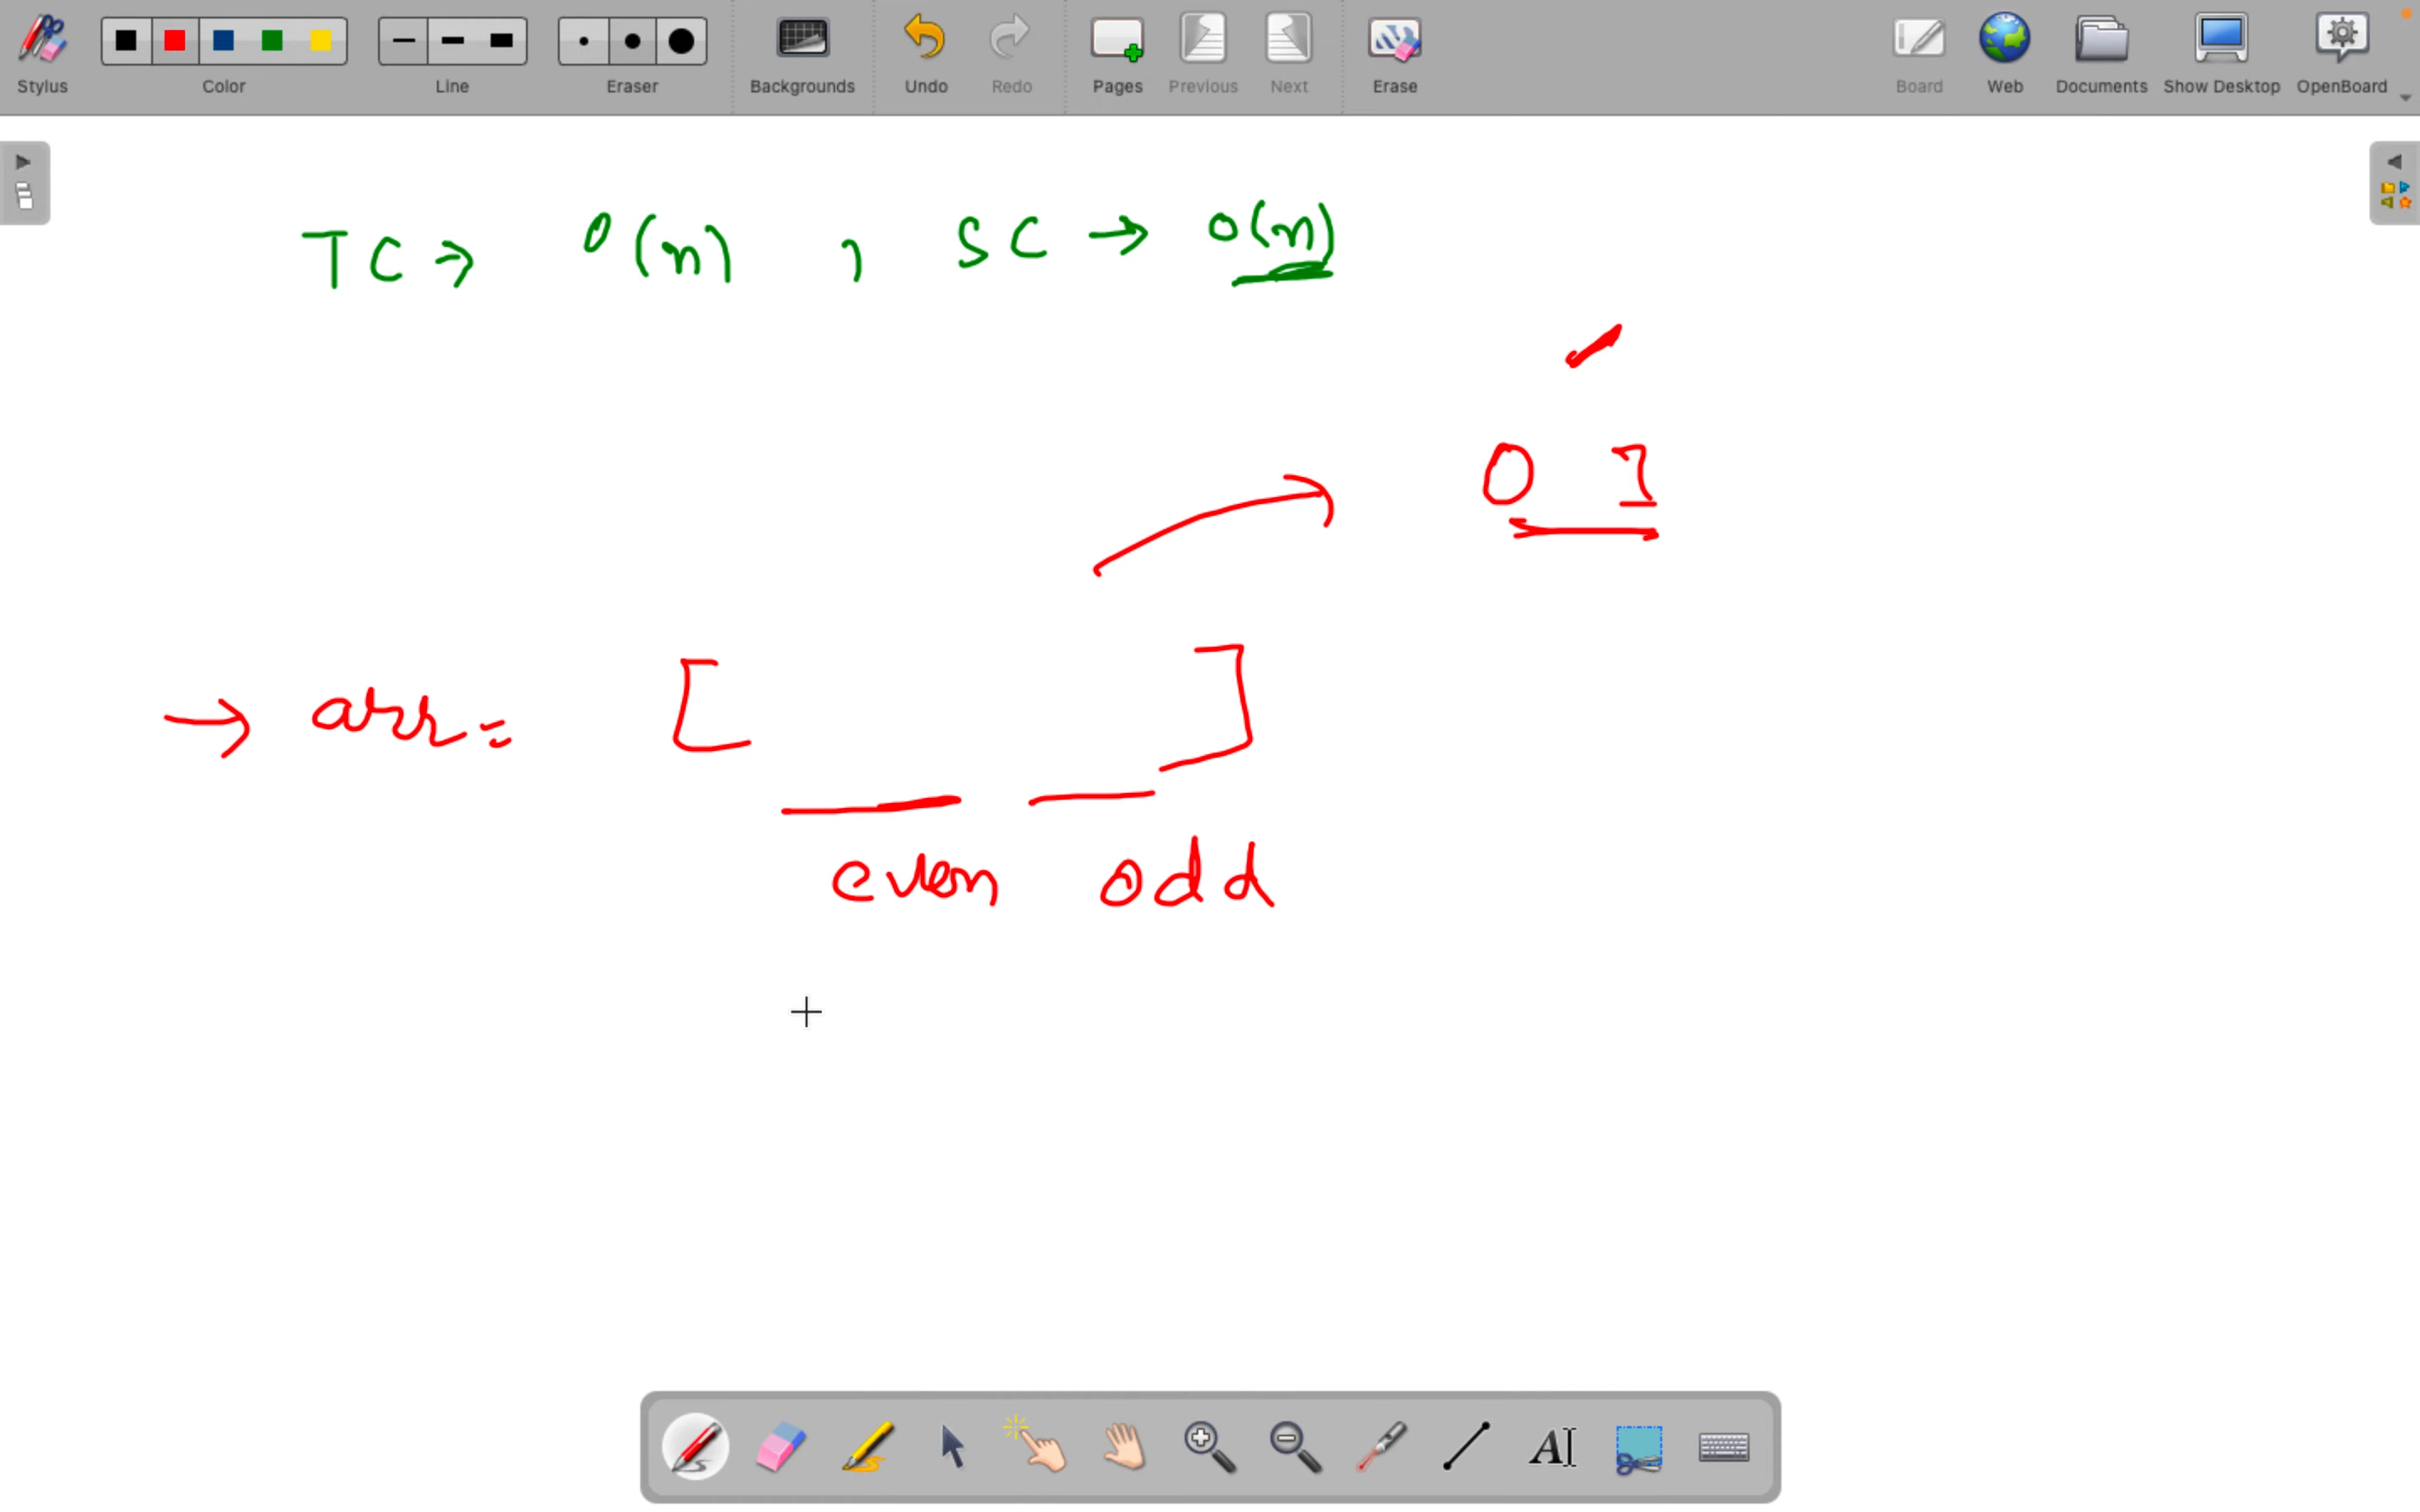 Stylus Color Line Eraser Backgrounds Undo Redo Pages Previous Next Erase Board Web Documents Show Desktop OpenBoard
TC → O(n) , SC → O(n)
0 1
→ arr = [ ]
even odd